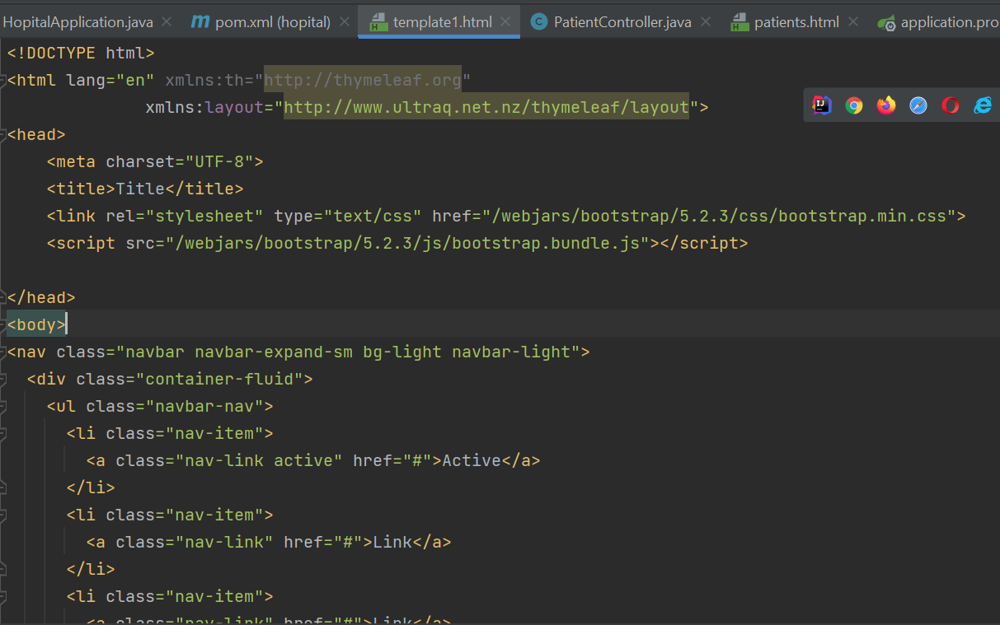 HopitalApplication.java pom.xml (hopital) template1.html PatientController.java patients.html application.pro
<!DOCTYPE html>
<html lang="en" xmlns:th="http://thymeleaf.org"
xmlns:layout="http://www.ultraq.net.nz/thymeleaf/layout">
<head>
<meta charset="UTF-8">
<title>Title</title>
<link rel="stylesheet" type="text/css" href="/webjars/bootstrap/5.2.3/css/bootstrap.min.css">
<script src="/webjars/bootstrap/5.2.3/js/bootstrap.bundle.js"></script>
</head>
<body>
<nav class="navbar navbar-expand-sm bg-light navbar-light">
<div class="container-fluid">
<ul class="navbar-nav">
<li class="nav-item">
<a class="nav-link active" href="#">Active</a>
</li>
<li class="nav-item">
<a class="nav-link" href="#">Link</a>
</li>
<li class="nav-item">
<a class="nav-link" href="#">Link</a>